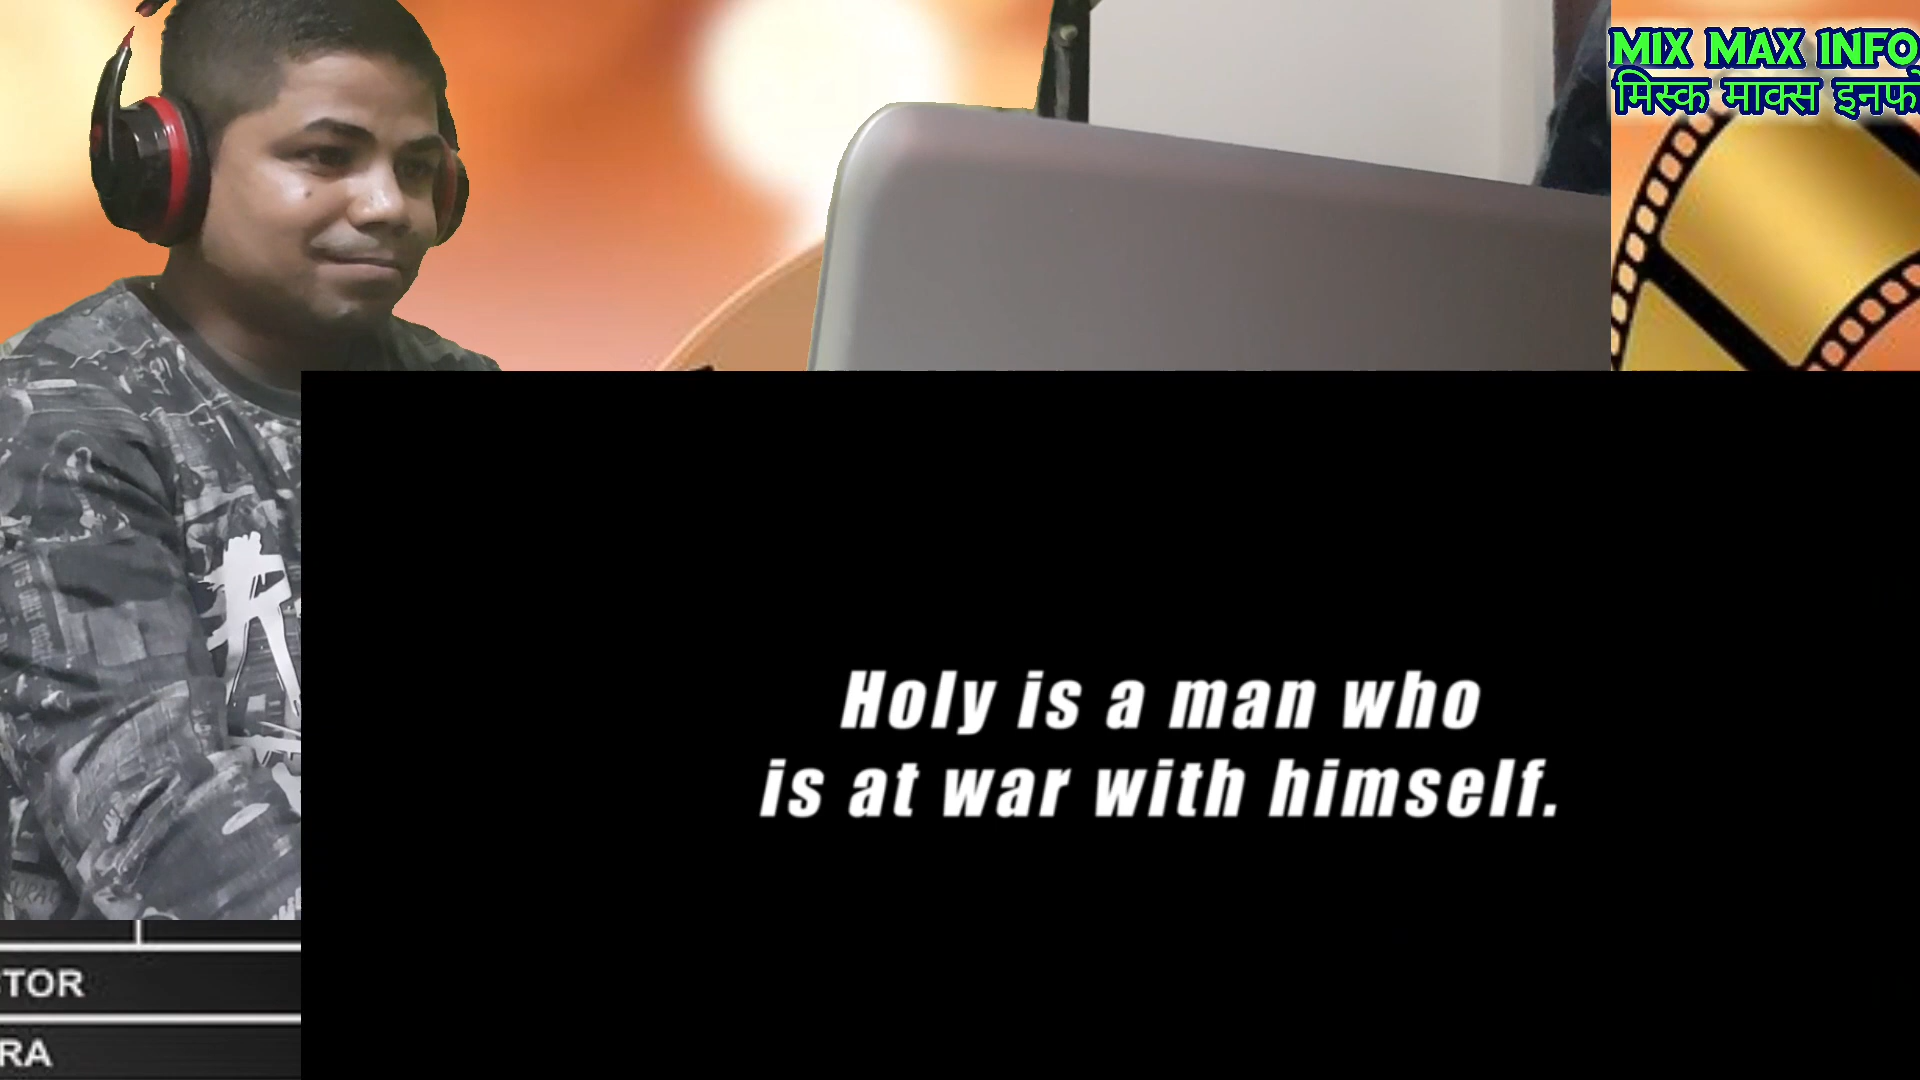 MIX MAX INFO
मिस्क माक्स इनफो
Holy is a man who
is at war with himself.
TOR
RA